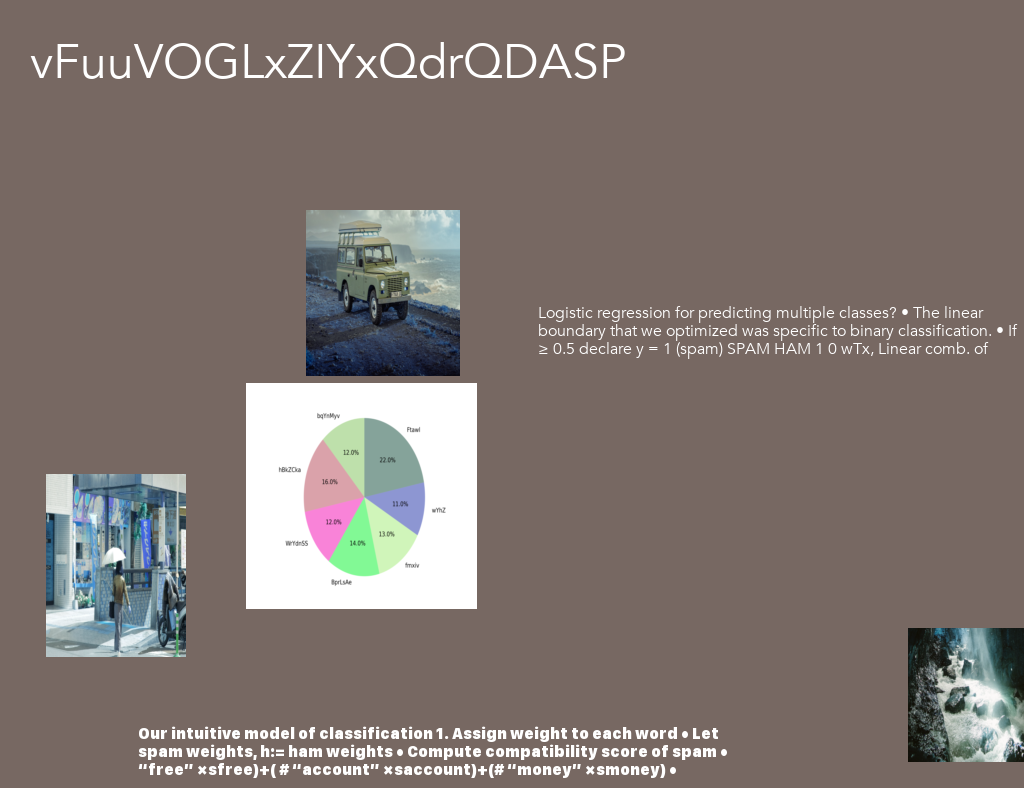 vFuuVOGLxZIYxQdrQDASP
Logistic regression for predicting multiple classes? • The linear
boundary that we optimized was specific to binary classification. • If
≥ 0.5 declare y = 1 (spam) SPAM HAM 1 0 wTx, Linear comb. of
bqYnMyv
Ftawl
12.0%
22.0%
hBkZCka
16.0%
11.0%
wYhZ
12.0%
13.0%
WrYdnSS
14.0%
fmxiv
BprLsAe
Our intuitive model of classification 1. Assign weight to each word • Let
spam weights, h:= ham weights • Compute compatibility score of spam •
“free” ×sfree)+( # “account” ×saccount)+(# “money” ×smoney) •